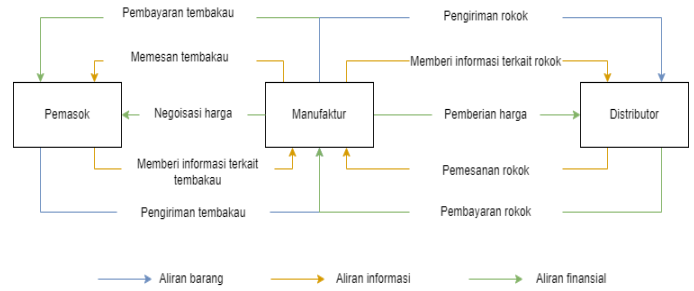 Pembayaran tembakau
Pengiriman rokok
Memesan tembakau
Memberi informasi terkait rokok
Pemasok
Negoisasi harga
Manufaktur
Pemberian harga
Distributor
Memberi informasi terkait
tembakau
Pemesanan rokok
Pengiriman tembakau
Pembayaran rokok
Aliran barang
Aliran informasi
Aliran finansial